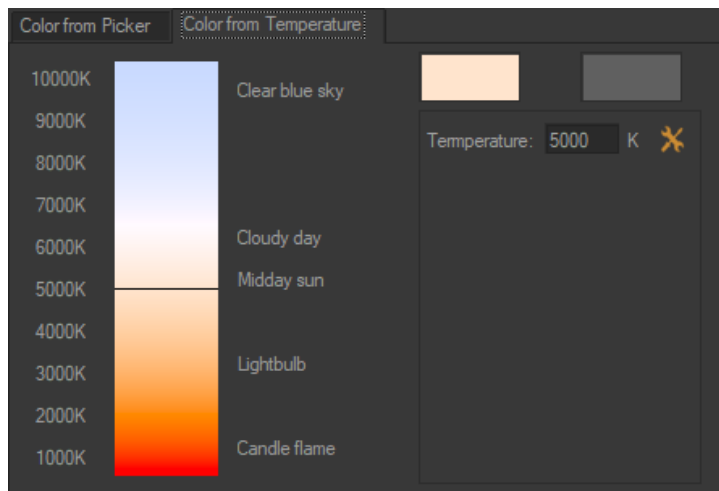 Color from Picker
Color from Temperature
10000K
Clear blue sky
9000K
Temperature: 5000 K
8000K
7000K
6000K
Cloudy day
5000K
Midday sun
4000K
3000K
Lightbulb
2000K
1000K
Candle flame